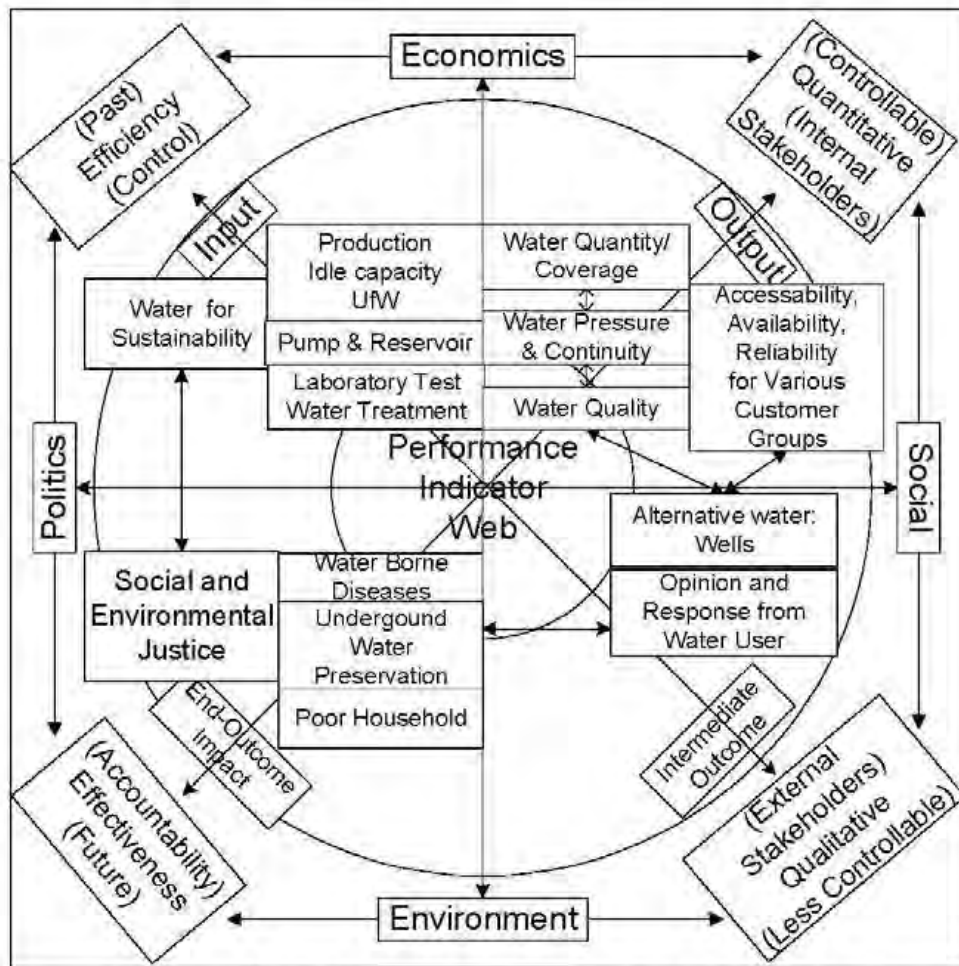 Economics
(Past)
Efficiency
(Control)
(Controllable)
Quantitative
(Internal
Stakeholders)
Input
Output
Production
Idle capacity
UfW
Water Quantity/
Coverage
Water for
Sustainability
Pump & Reservoir
Water Pressure
& Continuity
Accessability,
Availability,
Reliability
for Various
Customer
Groups
Laboratory Test
Water Treatment
Water Quality
Performance
Indicator
Web
Politics
Social
Alternative water:
Wells
Social and
Environmental
Justice
Water Borne
Diseases
Undergound
Water
Preservation
Poor Household
Opinion and
Response from
Water User
End-Outcome
Impact
Intermediate
Outcome
(Accountability)
Effectiveness
(Future)
(External
Stakeholders)
Qualitative
(Less Controllable)
Environment